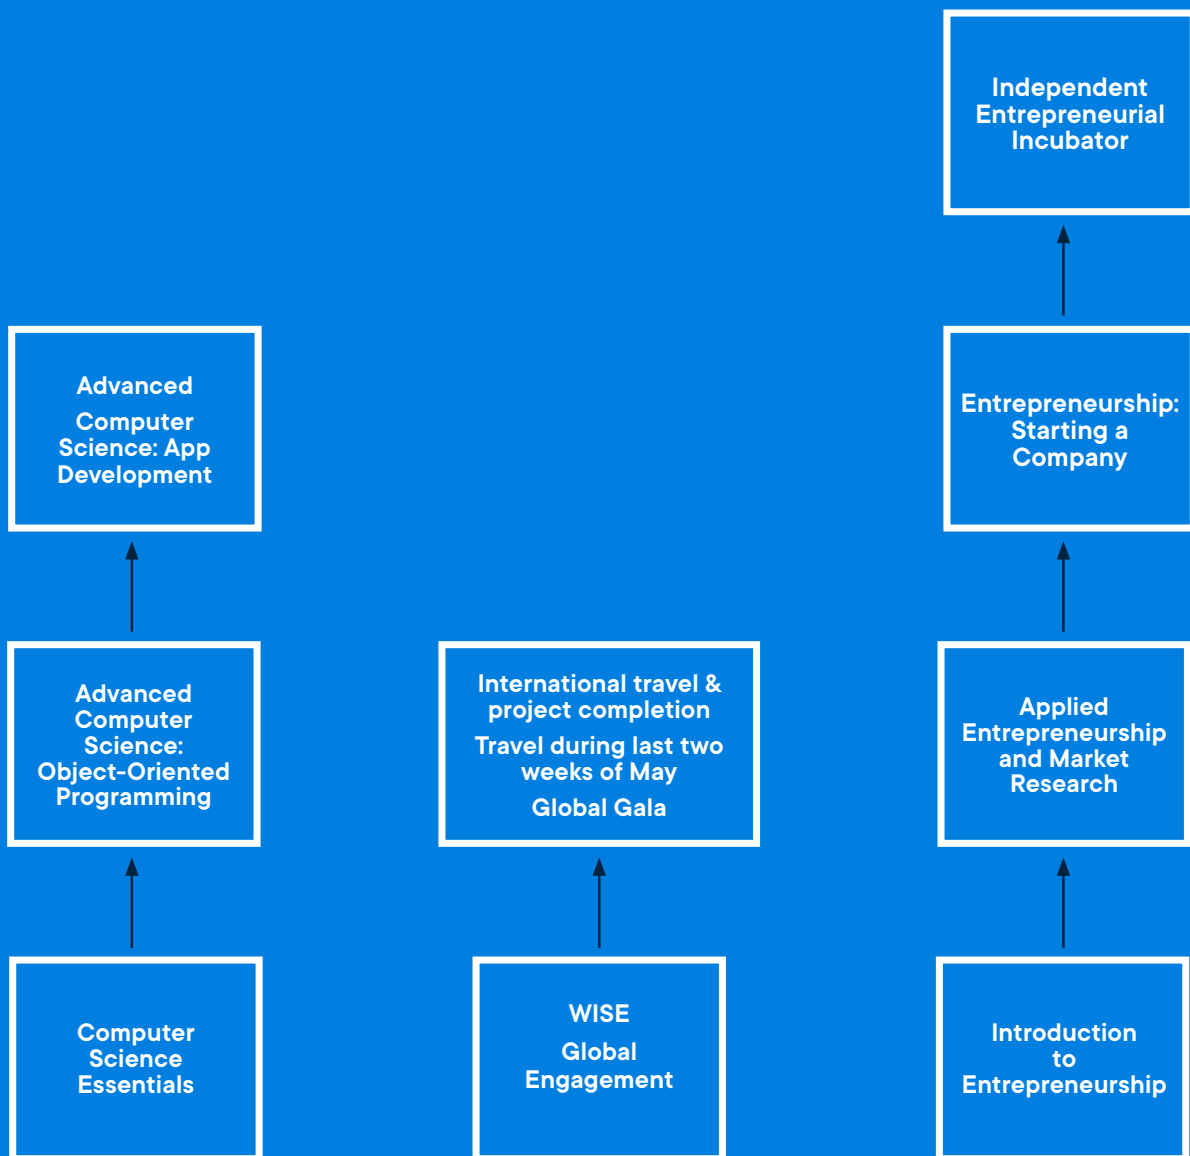 Independent
Entrepreneurial
Incubator
Advanced
Computer
Science: App
Development
Entrepreneurship:
Starting a
Company
Advanced
Computer
Science:
Object-Oriented
Programming
International travel &
project completion
Travel during last two
weeks of May
Global Gala
Applied
Entrepreneurship
and Market
Research
Computer
Science
Essentials
WISE
Global
Engagement
Introduction
to
Entrepreneurship